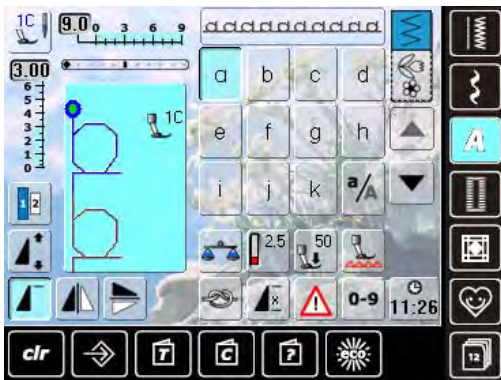 1C
9.0 0 3 6 9
aaaaaaaaaaa
3.00
6
5
4
3
2
1
0
1C
a b c d
e f g h
i j k a/A
1 2
2.5 50
x 0-9 11:26
A
12
clr T C ? eco